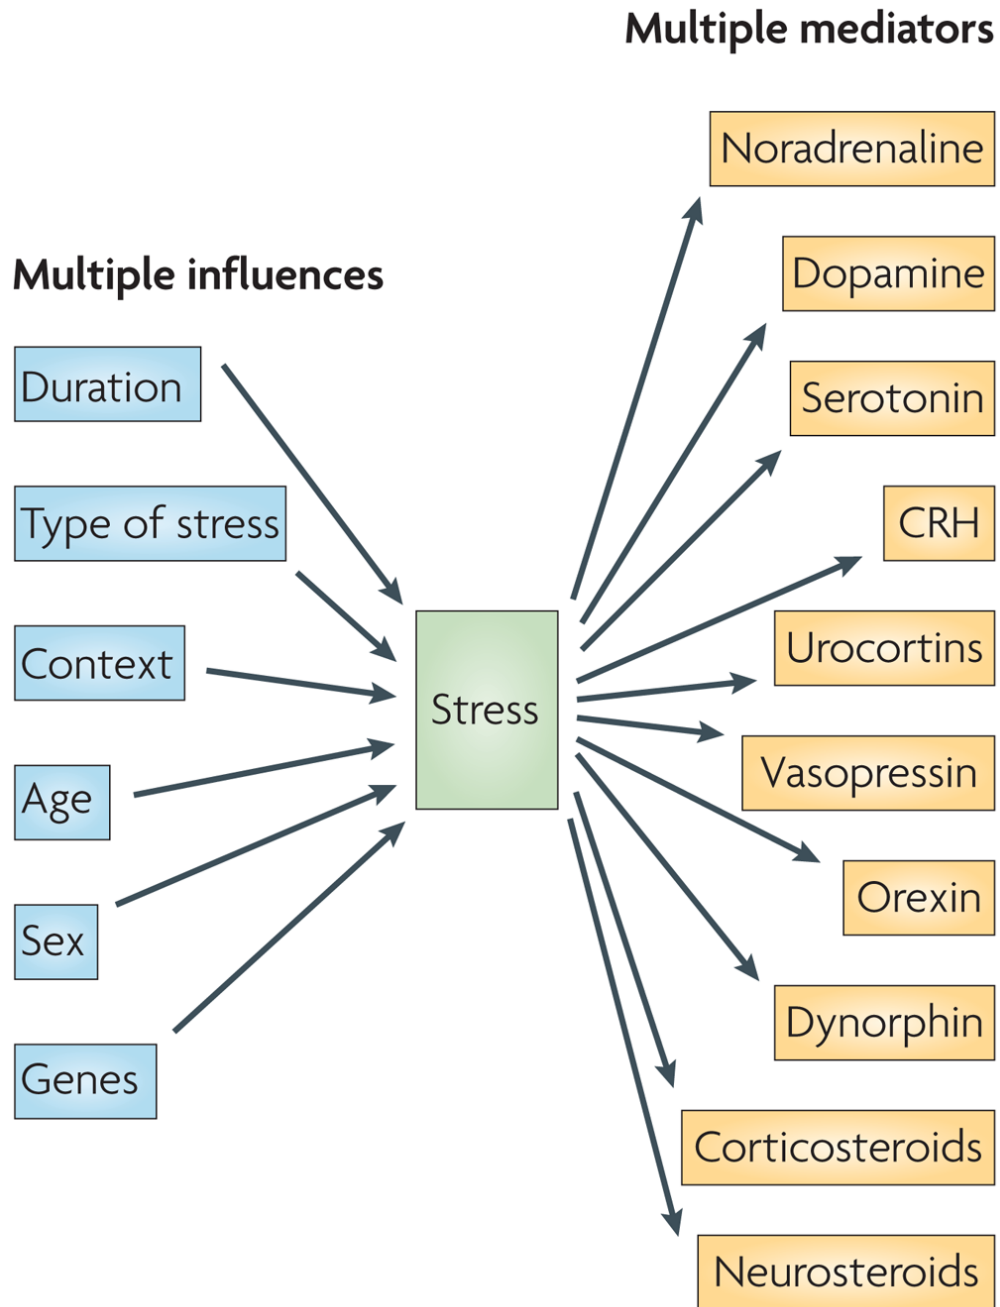 Multiple mediators
Noradrenaline
Dopamine
Serotonin
CRH
Urocortins
Vasopressin
Orexin
Dynorphin
Corticosteroids
Neurosteroids
Multiple influences
Duration
Type of stress
Context
Age
Sex
Genes
Stress